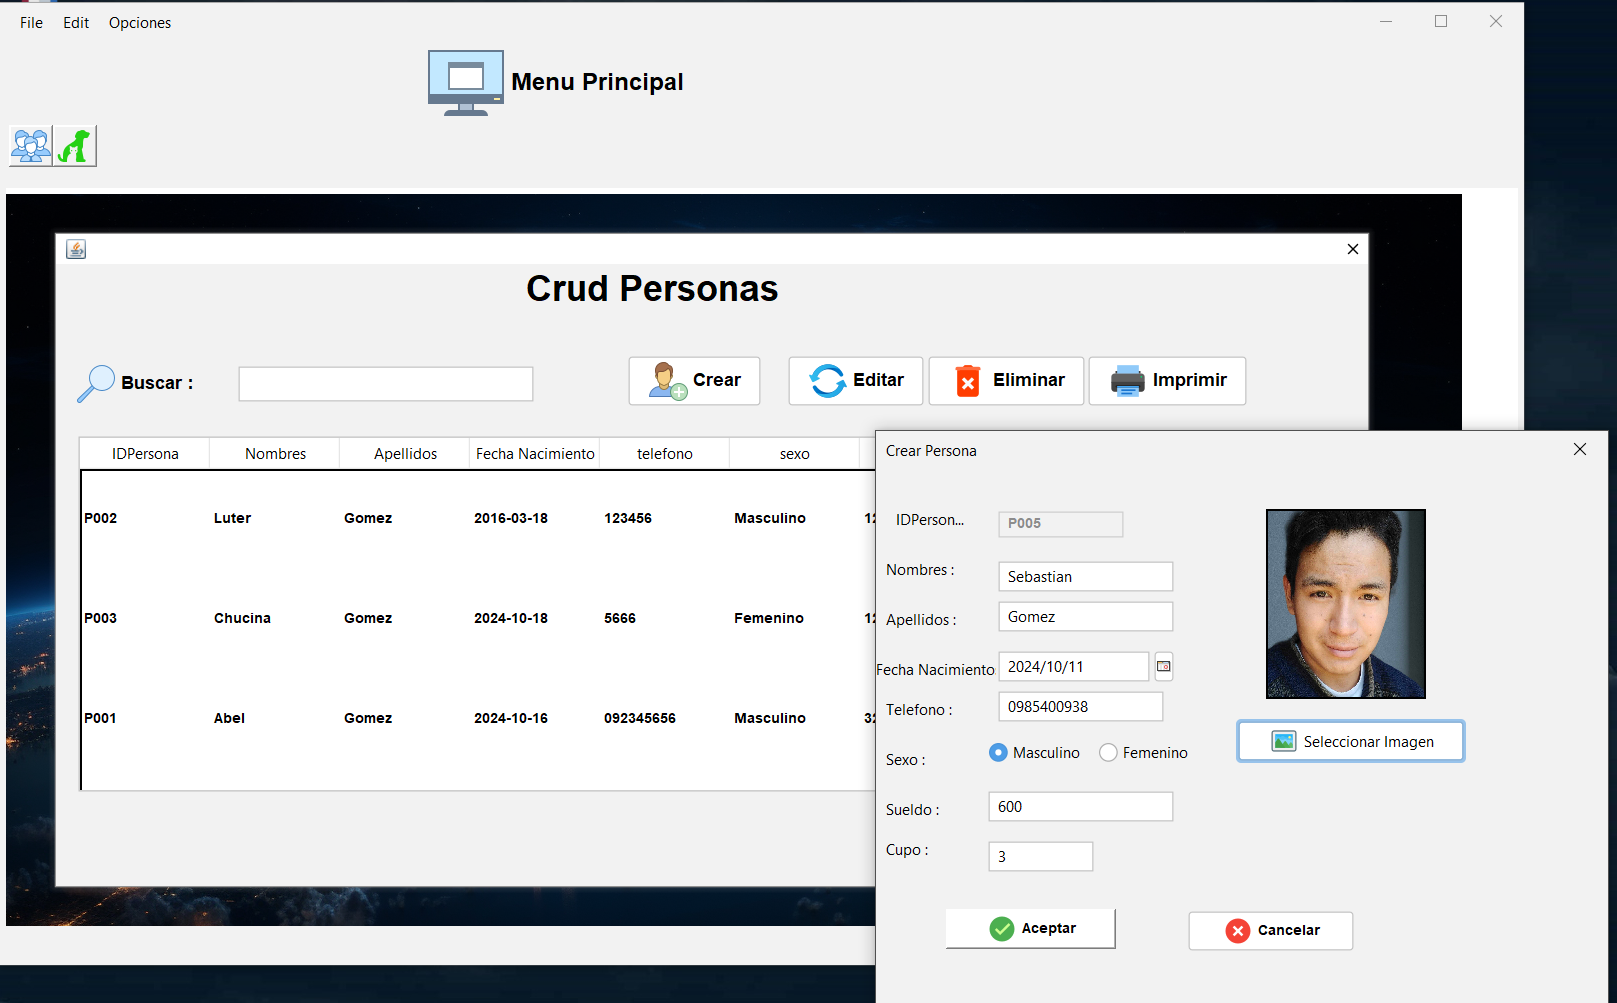 File Edit Opciones
Menu Principal
Crud Personas
Buscar :
Crear Editar Eliminar Imprimir
IDPersona Nombres Apellidos Fecha Nacimiento telefono sexo
P002 Luter Gomez 2016-03-18 123456 Masculino
P003 Chucina Gomez 2024-10-18 5666 Femenino
P001 Abel Gomez 2024-10-16 092345656 Masculino
Crear Persona
IDPerson... P005
Nombres : Sebastian
Apellidos : Gomez
Fecha Nacimiento: 2024/10/11
Telefono : 0985400938
Seleccionar Imagen
Sexo : Masculino Femenino
Sueldo : 600
Cupo : 3
Aceptar Cancelar